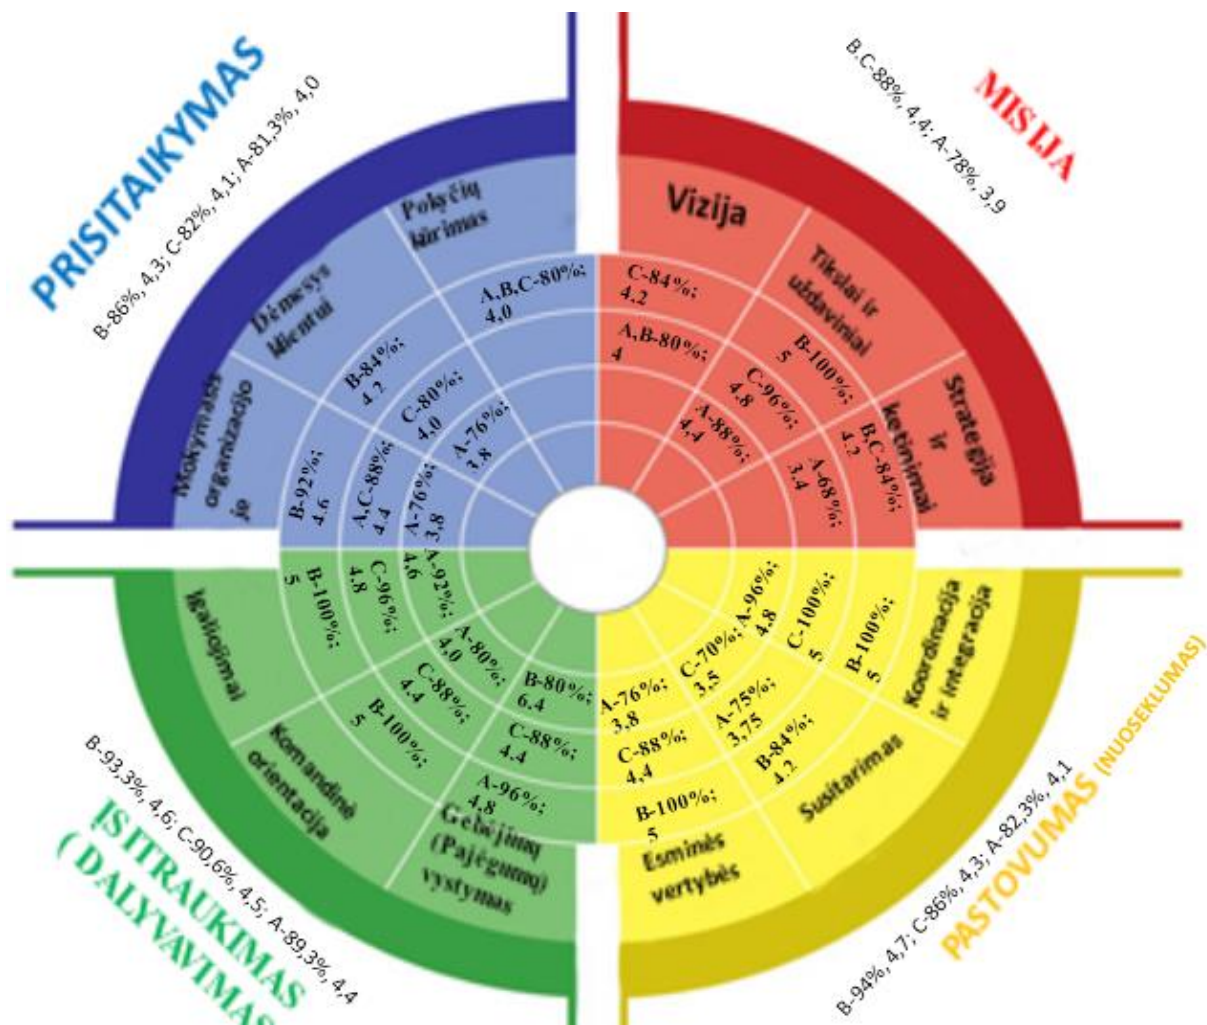 PRISITAIKYMAS
B-86%, 4,3; C-82%, 4,1; A-81,3%, 4,0
MISIJA
B,C-88%, 4,4; A-78%, 3,9
Pokyčių
kūrimas
A,B,C-80%;
4,0
Dėmesys
klientui
B-84%;
4.2
C-80%;
4.0
A-76%;
3.8
Mokymasis
organizacijo
je
B-92%;
4.6
A,C-88%;
4.4
A-76%;
3,8
Vizija
C-84%;
4.2
A,B-80%;
4
Tikslai ir
uždaviniai
B-100%;
5
C-96%;
4.8
A-88%;
4,4
Strategija
ir
ketinimai
B,C-84%;
4.2
A-68%;
3.4
Įgaliojimai
B-100%;
5
C-96%;
4.8
A-92%;
4,6
Komandinė
orientacija
B-100%;
5
C-88%;
4.4
A-80%;
4,0
Gebėjimų
(Pajėgumų)
vystymas
A-96%;
4,8
C-88%;
4.4
B-80%;
6.4
Esminės
vertybės
B-100%;
5
C-88%;
4,4
A-76%;
3,8
Susitarimas
B-84%;
4.2
A-75%;
3,75
C-70%;
3,5
Koordinacija
ir integraoja
B-100%;
5
C-100%;
5
A-96%;
4.8
B-93,3%, 4,6; C-90,6%, 4,5; A-89,3%, 4,4
ĮSITRAUKIMAS
( DALYVAVIMAS
B-94%, 4,7; C-86%, 4,3; A-82,3%, 4,1
PASTOVUMAS (NUOSEKLUMAS)